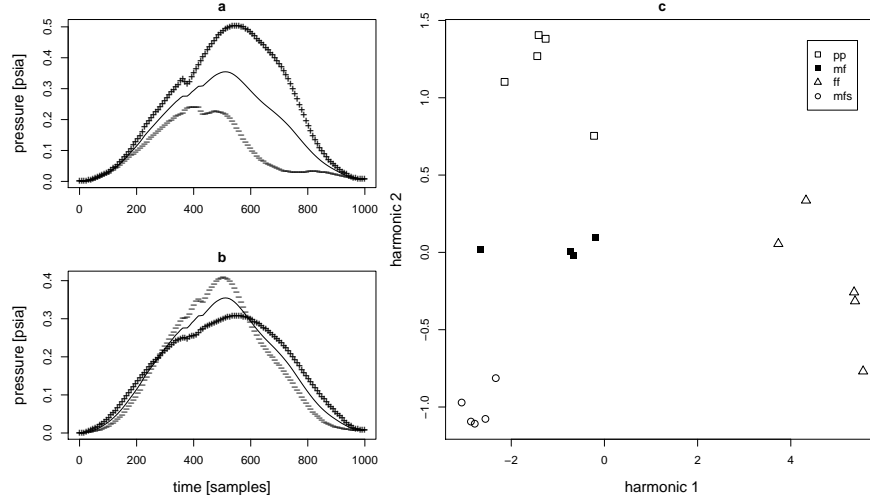 a
pressure [psia]
0.0 0.1 0.2 0.3 0.4 0.5
0 200 400 600 800 1000
b
pressure [psia]
0.0 0.1 0.2 0.3 0.4
0 200 400 600 800 1000
time [samples]
c
harmonic 2
−1.0 −0.5 0.0 0.5 1.0 1.5
pp
mf
ff
mfs
−2 0 2 4
harmonic 1